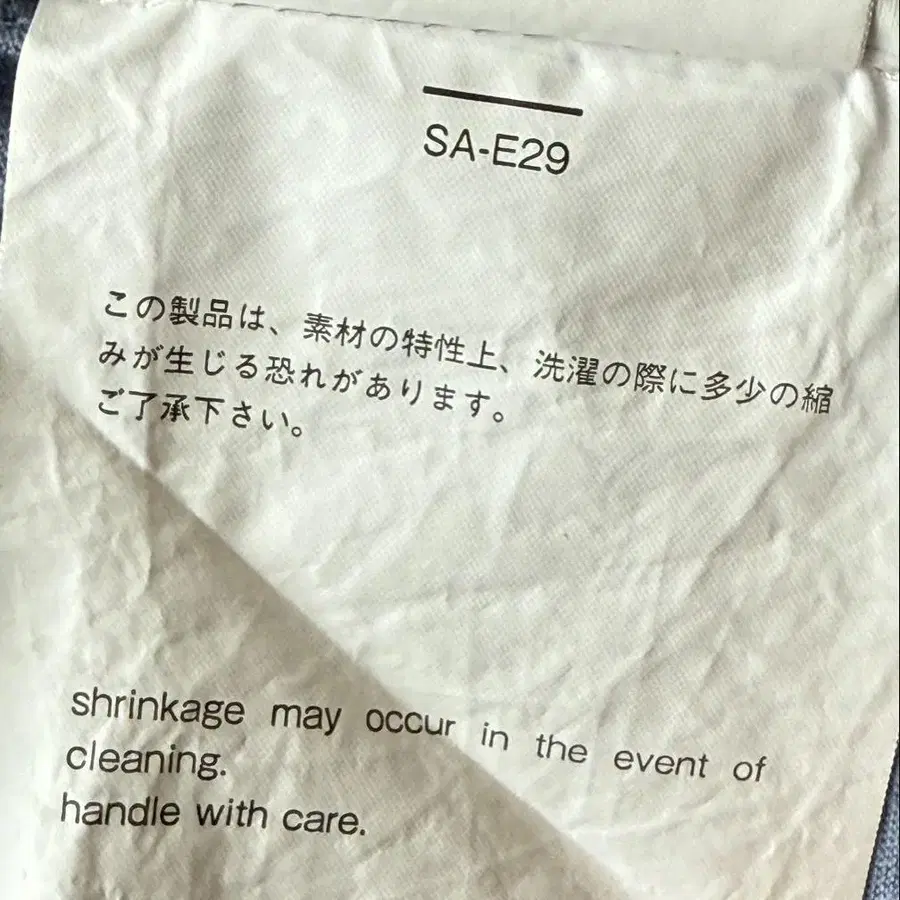 SA-E29
この製品は、素材の特性上、洗濯の際に多少の縮
みが生じる恐れがあります。
ご了承下さい。
shrinkage may occur in the event of
cleaning.
handle with care.